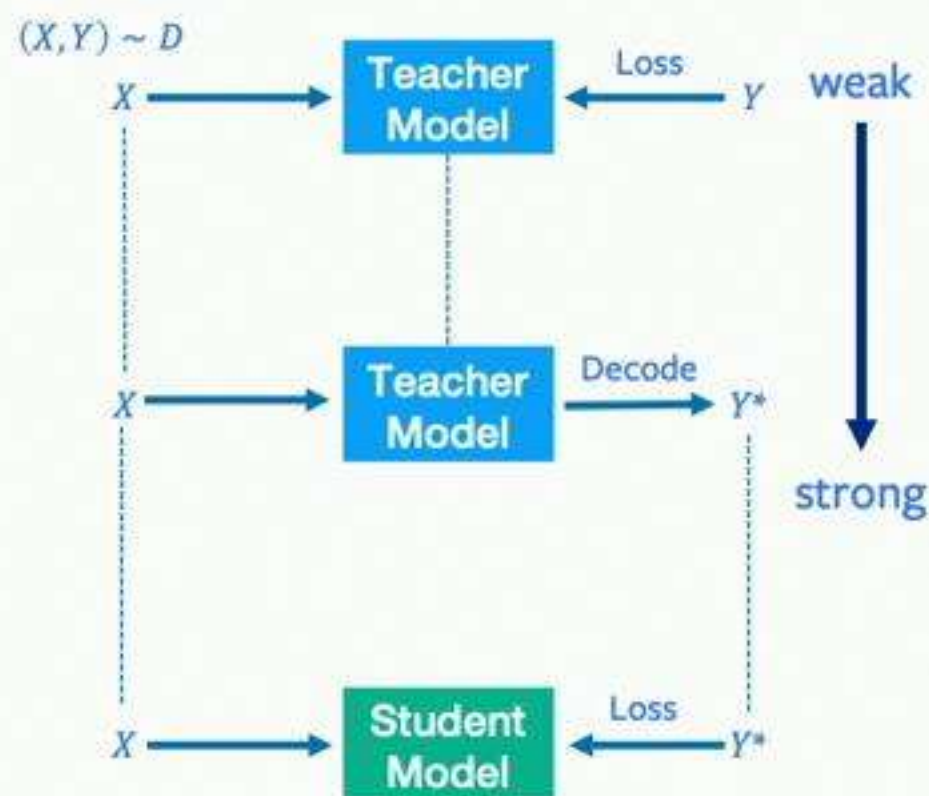 (X,Y) ~ D
X
Teacher
Model
Loss
Y
weak
X
Teacher
Model
Decode
Y*
strong
X
Student
Model
Loss
Y*